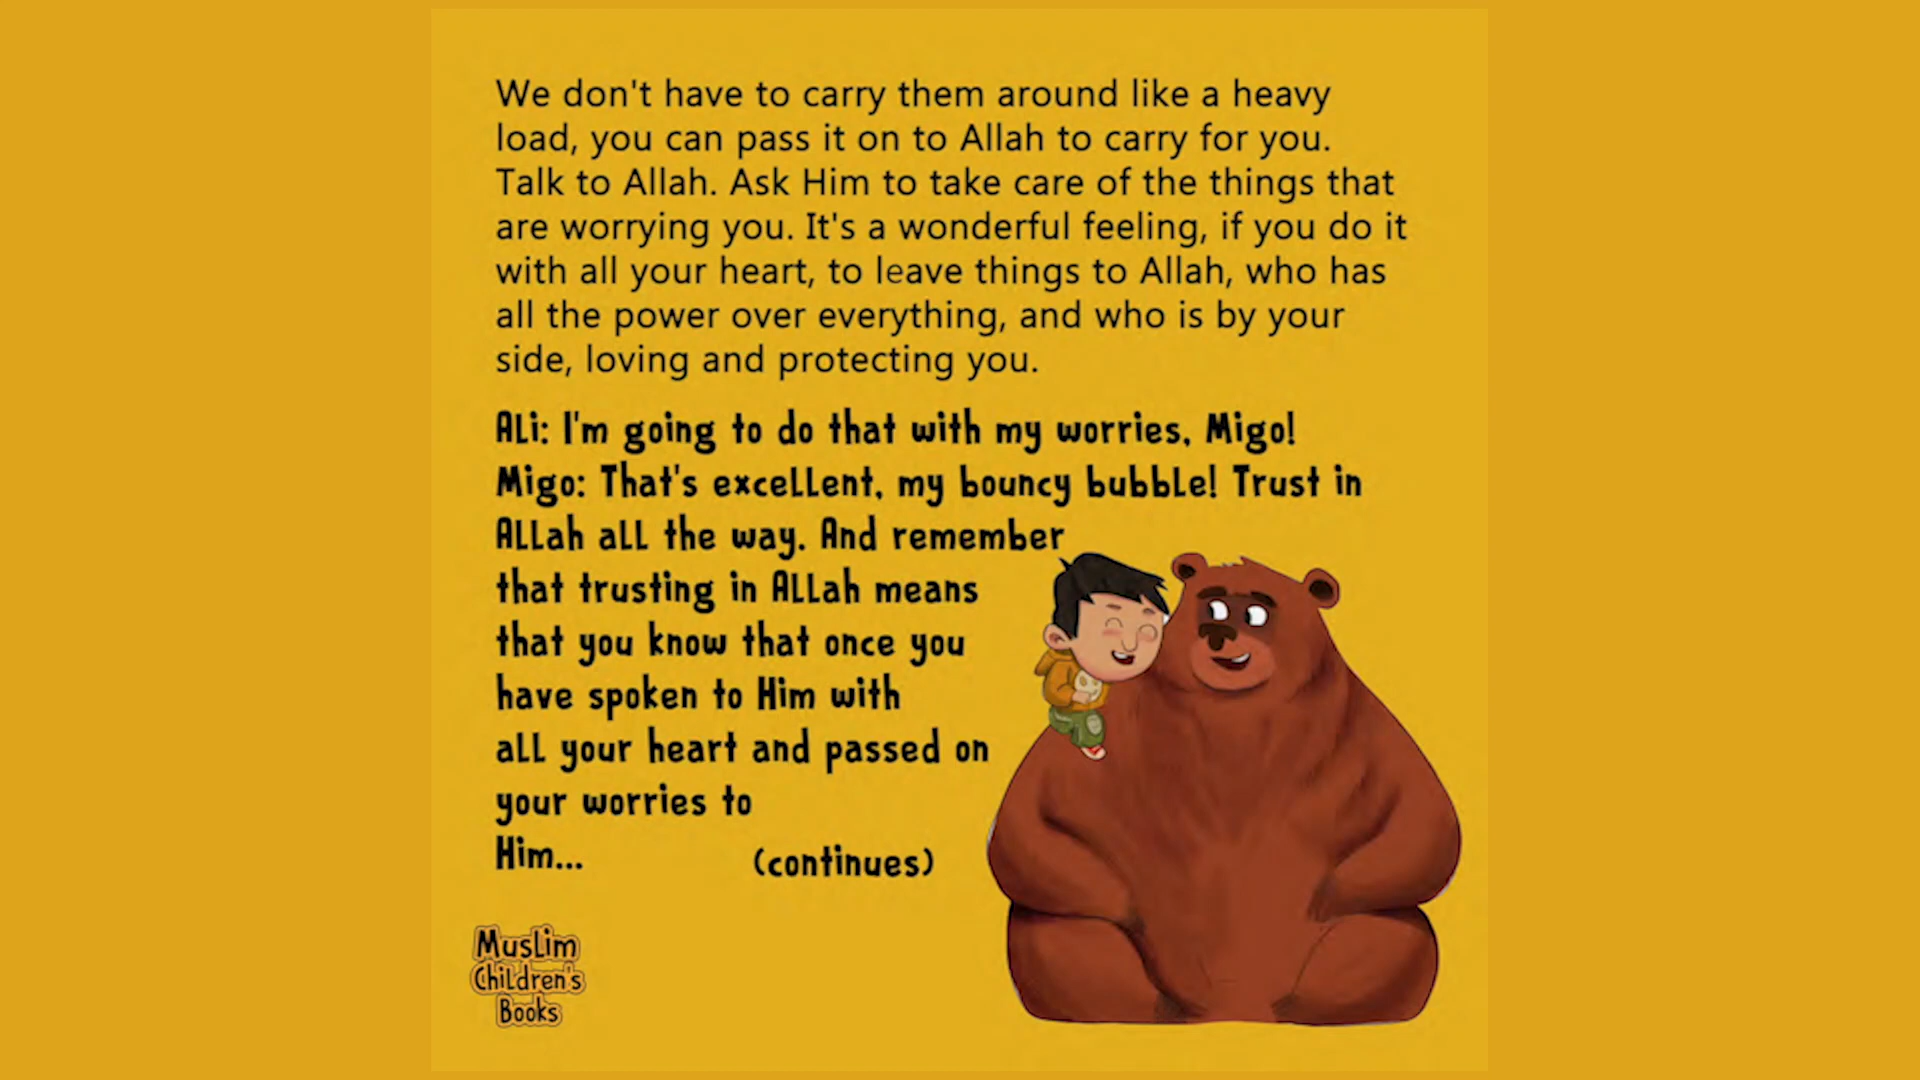 We don't have to carry them around like a heavy
load, you can pass it on to Allah to carry for you.
Talk to Allah. Ask Him to take care of the things that
are worrying you. It's a wonderful feeling, if you do it
with all your heart, to leave things to Allah, who has
all the power over everything, and who is by your
side, loving and protecting you.
Ali: I'm going to do that with my worries, Migo!
Migo: That's excellent, my bouncy bubble! Trust in
Allah all the way. And remember
that trusting in Allah means
that you know that once you
have spoken to Him with
all your heart and passed on
your worries to
Him...
(continues)
Muslim
Children's
Books